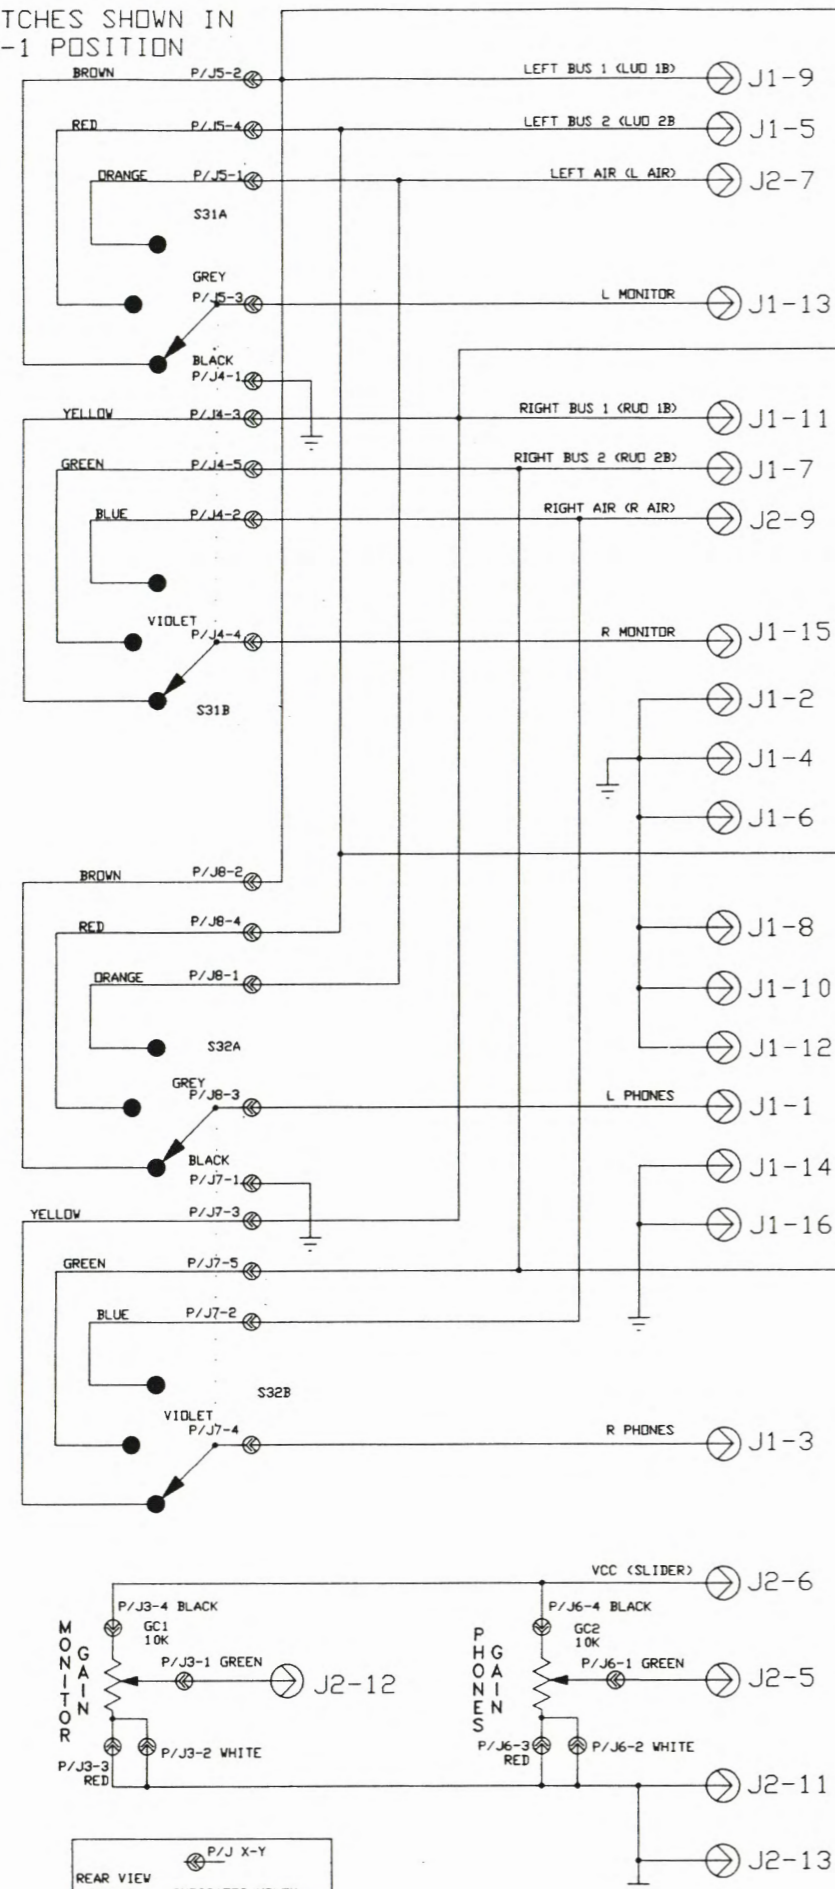 TCHES SHOWN IN
-1 POSITION
BROWN P/J5-2 LEFT BUS 1 (LUO 1B) J1-9
RED P/J5-4 LEFT BUS 2 (LUO 2B J1-5
ORANGE P/J5-1 LEFT AIR (L AIR) J2-7
S31A
GREY
P/J5-3 L MONITOR J1-13
BLACK
P/J4-1
YELLOW P/J4-3 RIGHT BUS 1 (RUO 1B) J1-11
GREEN P/J4-5 RIGHT BUS 2 (RUO 2B) J1-7
BLUE P/J4-2 RIGHT AIR (R AIR) J2-9
VIOLET
P/J4-4 R MONITOR J1-15
S31B
J1-2
J1-4
J1-6
BROWN P/J8-2
RED P/J8-4 J1-8
ORANGE P/J8-1 J1-10
S32A J1-12
GREY
P/J8-3 L PHONES J1-1
BLACK
P/J7-1 J1-14
YELLOW P/J7-3 J1-16
GREEN P/J7-5
BLUE P/J7-2
S32B
VIOLET
P/J7-4 R PHONES J1-3
VCC (SLIDER) J2-6
P/J3-4 BLACK P/J6-4 BLACK
GC1 GC2
10K 10K
MONITOR
GAIN
P/J3-1 GREEN J2-12
PHONES
GAIN
P/J6-1 GREEN J2-5
P/J3-3
RED
P/J3-2 WHITE
P/J6-3
RED
P/J6-2 WHITE
J2-11
P/J X-Y J2-13
REAR VIEW